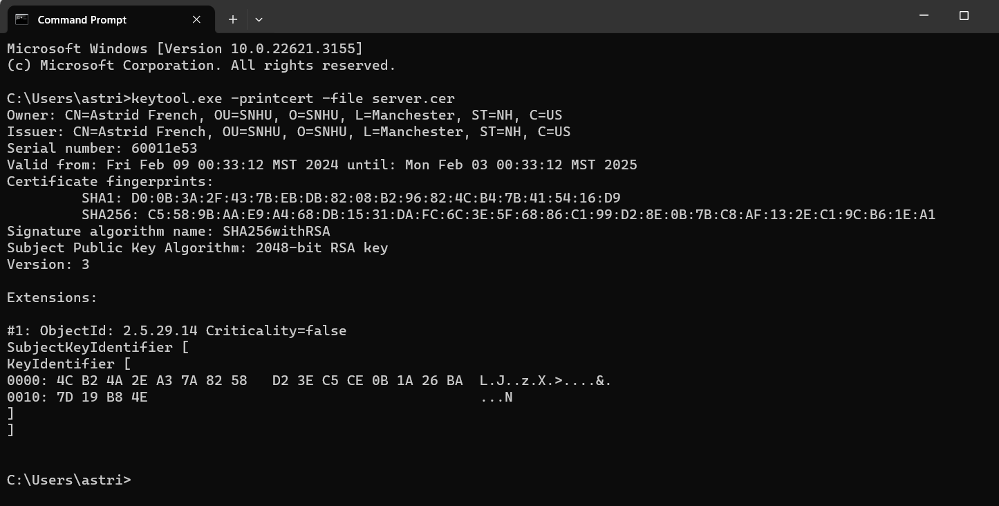 Command Prompt
Microsoft Windows [Version 10.0.22621.3155]
(c) Microsoft Corporation. All rights reserved.
C:\Users\astri>keytool.exe -printcert -file server.cer
Owner: CN=Astrid French, OU=SNHU, O=SNHU, L=Manchester, ST=NH, C=US
Issuer: CN=Astrid French, OU=SNHU, O=SNHU, L=Manchester, ST=NH, C=US
Serial number: 60011e53
Valid from: Fri Feb 09 00:33:12 MST 2024 until: Mon Feb 03 00:33:12 MST 2025
Certificate fingerprints:
         SHA1: D0:0B:3A:2F:43:7B:EB:DB:82:08:B2:96:82:4C:B4:7B:41:54:16:D9
         SHA256: C5:58:9B:AA:E9:A4:68:DB:15:31:DA:FC:6C:3E:5F:68:86:C1:99:D2:8E:0B:7B:C8:AF:13:2E:C1:9C:B6:1E:A1
Signature algorithm name: SHA256withRSA
Subject Public Key Algorithm: 2048-bit RSA key
Version: 3
Extensions:
#1: ObjectId: 2.5.29.14 Criticality=false
SubjectKeyIdentifier [
KeyIdentifier [
0000: 4C B2 4A 2E A3 7A 82 58   D2 3E C5 CE 0B 1A 26 BA  L.J..z.X.>....&.
0010: 7D 19 B8 4E                                        ...N
]
]
C:\Users\astri>